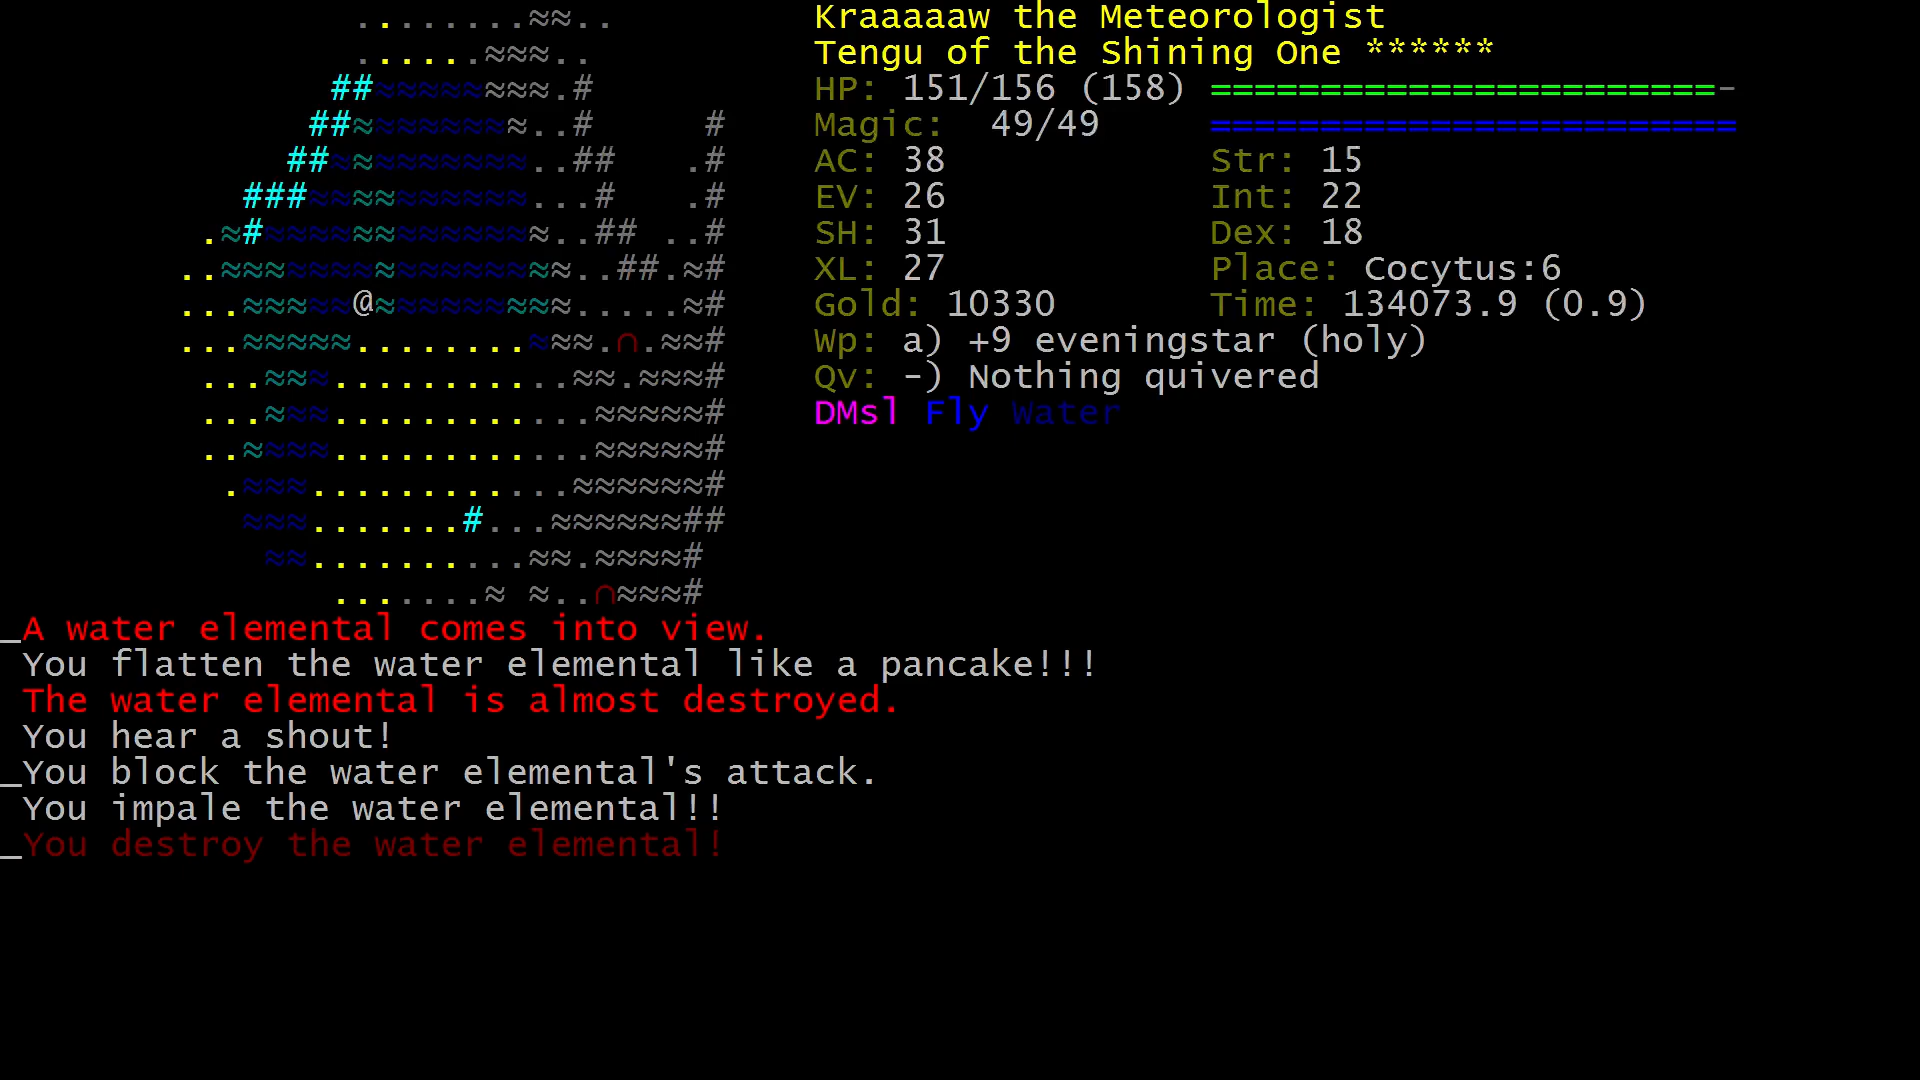 Kraaaaaw the Meteorologist
Tengu of the Shining One ******
HP: 151/156 (158)
Magic: 49/49
AC: 38 Str: 15
EV: 26 Int: 22
SH: 31 Dex: 18
XL: 27 Place: Cocytus:6
Gold: 10330 Time: 134073.9 (0.9)
Wp: a) +9 eveningstar (holy)
Qv: -) Nothing quivered
DMsl Fly Water
_A water elemental comes into view.
You flatten the water elemental like a pancake!!!
The water elemental is almost destroyed.
You hear a shout!
_You block the water elemental's attack.
You impale the water elemental!!
_You destroy the water elemental!